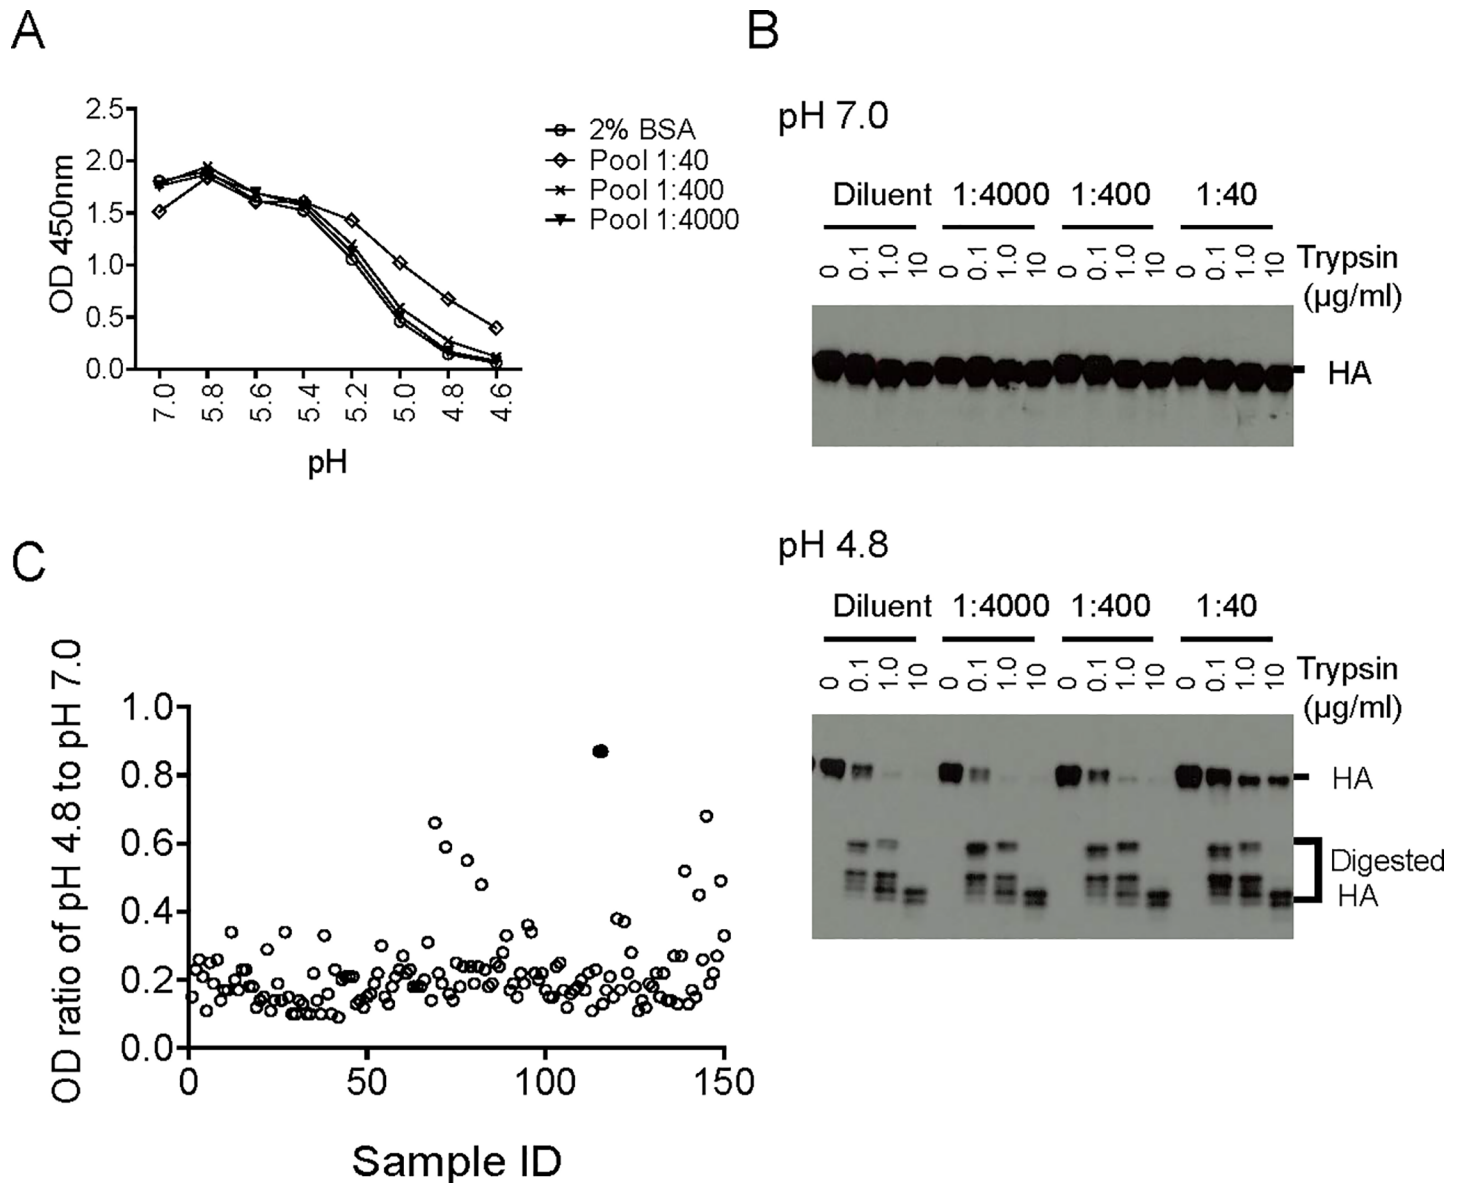 A
2.5
2.0
1.5
1.0
0.5
0.0
OD 450nm
7.0 5.8 5.6 5.4 5.2 5.0 4.8 4.6
pH
2% BSA
Pool 1:40
Pool 1:400
Pool 1:4000
B
pH 7.0
Diluent 1:4000 1:400 1:40
0 0.1 1.0 10 0 0.1 1.0 10 0 0.1 1.0 10 0 0.1 1.0 10 Trypsin
(µg/ml)
HA
pH 4.8
Diluent 1:4000 1:400 1:40
0 0.1 1.0 10 0 0.1 1.0 10 0 0.1 1.0 10 0 0.1 1.0 10 Trypsin
(µg/ml)
HA
Digested
HA
C
OD ratio of pH 4.8 to pH 7.0
1.0
0.8
0.6
0.4
0.2
0.0
0 50 100 150
Sample ID